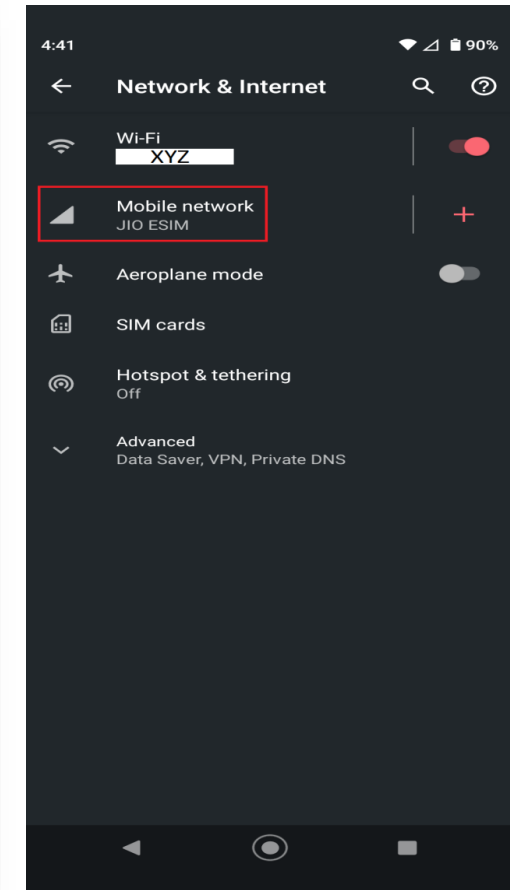 4:41
90%
Network & Internet
Wi-Fi
XYZ
Mobile network
JIO ESIM
Aeroplane mode
SIM cards
Hotspot & tethering
Off
Advanced
Data Saver, VPN, Private DNS